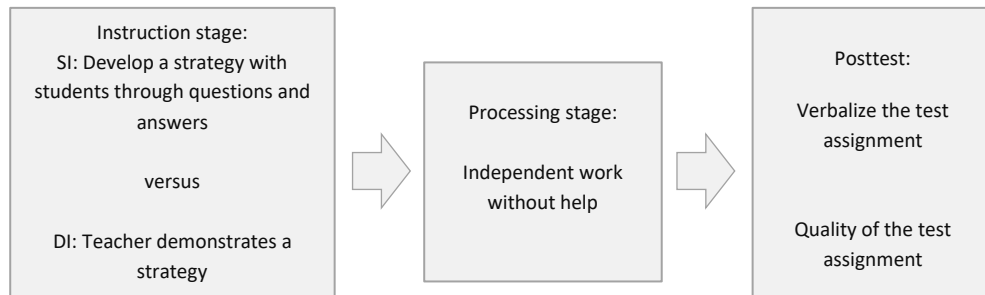 Instruction stage:
SI: Develop a strategy with
students through questions and
answers
versus
DI: Teacher demonstrates a
strategy
Processing stage:
Independent work
without help
Posttest:
Verbalize the test
assignment
Quality of the test
assignment